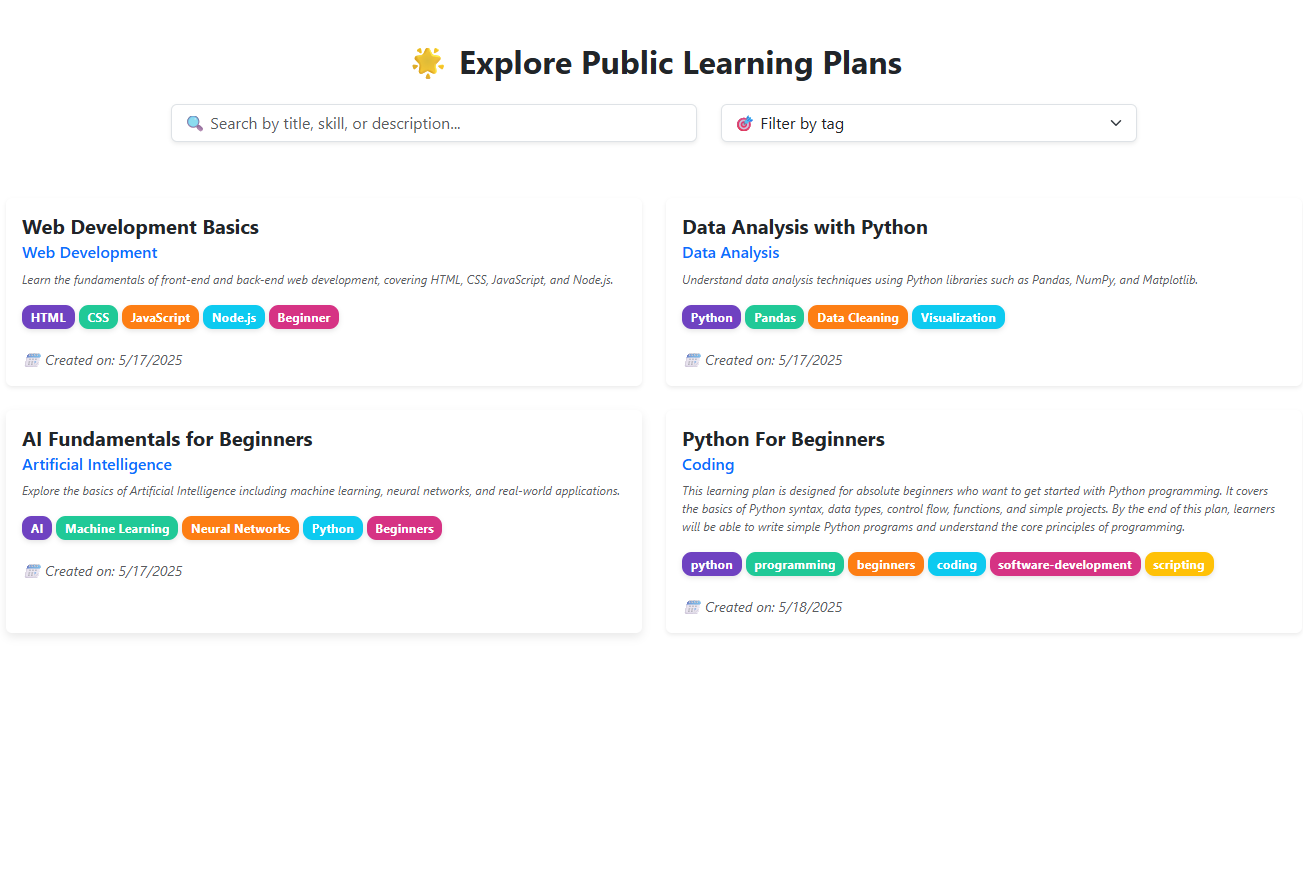 🌟 Explore Public Learning Plans
🔍 Search by title, skill, or description...
🎯 Filter by tag
Web Development Basics
Web Development
Learn the fundamentals of front-end and back-end web development, covering HTML, CSS, JavaScript, and Node.js.
HTML CSS JavaScript Node.js Beginner
Created on: 5/17/2025
Data Analysis with Python
Data Analysis
Understand data analysis techniques using Python libraries such as Pandas, NumPy, and Matplotlib.
Python Pandas Data Cleaning Visualization
Created on: 5/17/2025
AI Fundamentals for Beginners
Artificial Intelligence
Explore the basics of Artificial Intelligence including machine learning, neural networks, and real-world applications.
AI Machine Learning Neural Networks Python Beginners
Created on: 5/17/2025
Python For Beginners
Coding
This learning plan is designed for absolute beginners who want to get started with Python programming. It covers
the basics of Python syntax, data types, control flow, functions, and simple projects. By the end of this plan, learners
will be able to write simple Python programs and understand the core principles of programming.
python programming beginners coding software-development scripting
Created on: 5/18/2025